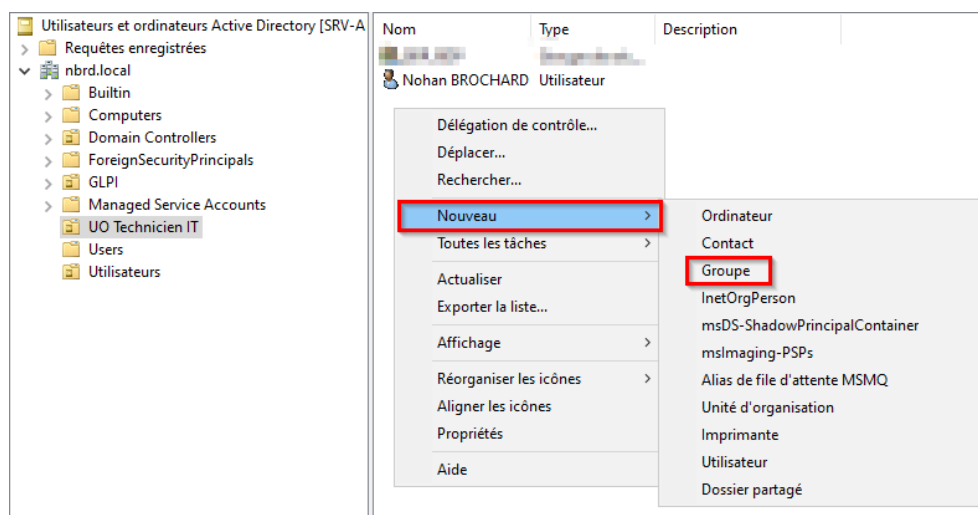 Utilisateurs et ordinateurs Active Directory [SRV-A
Requêtes enregistrées
nbrd.local
Builtin
Computers
Domain Controllers
ForeignSecurityPrincipals
GLPI
Managed Service Accounts
UO Technicien IT
Users
Utilisateurs
Nom Type Description
Nohan BROCHARD Utilisateur
Délégation de contrôle...
Déplacer...
Rechercher...
Nouveau
Toutes les tâches
Actualiser
Exporter la liste...
Affichage
Réorganiser les icônes
Aligner les icônes
Propriétés
Aide
Ordinateur
Contact
Groupe
InetOrgPerson
msDS-ShadowPrincipalContainer
msImaging-PSPs
Alias de file d'attente MSMQ
Unité d'organisation
Imprimante
Utilisateur
Dossier partagé